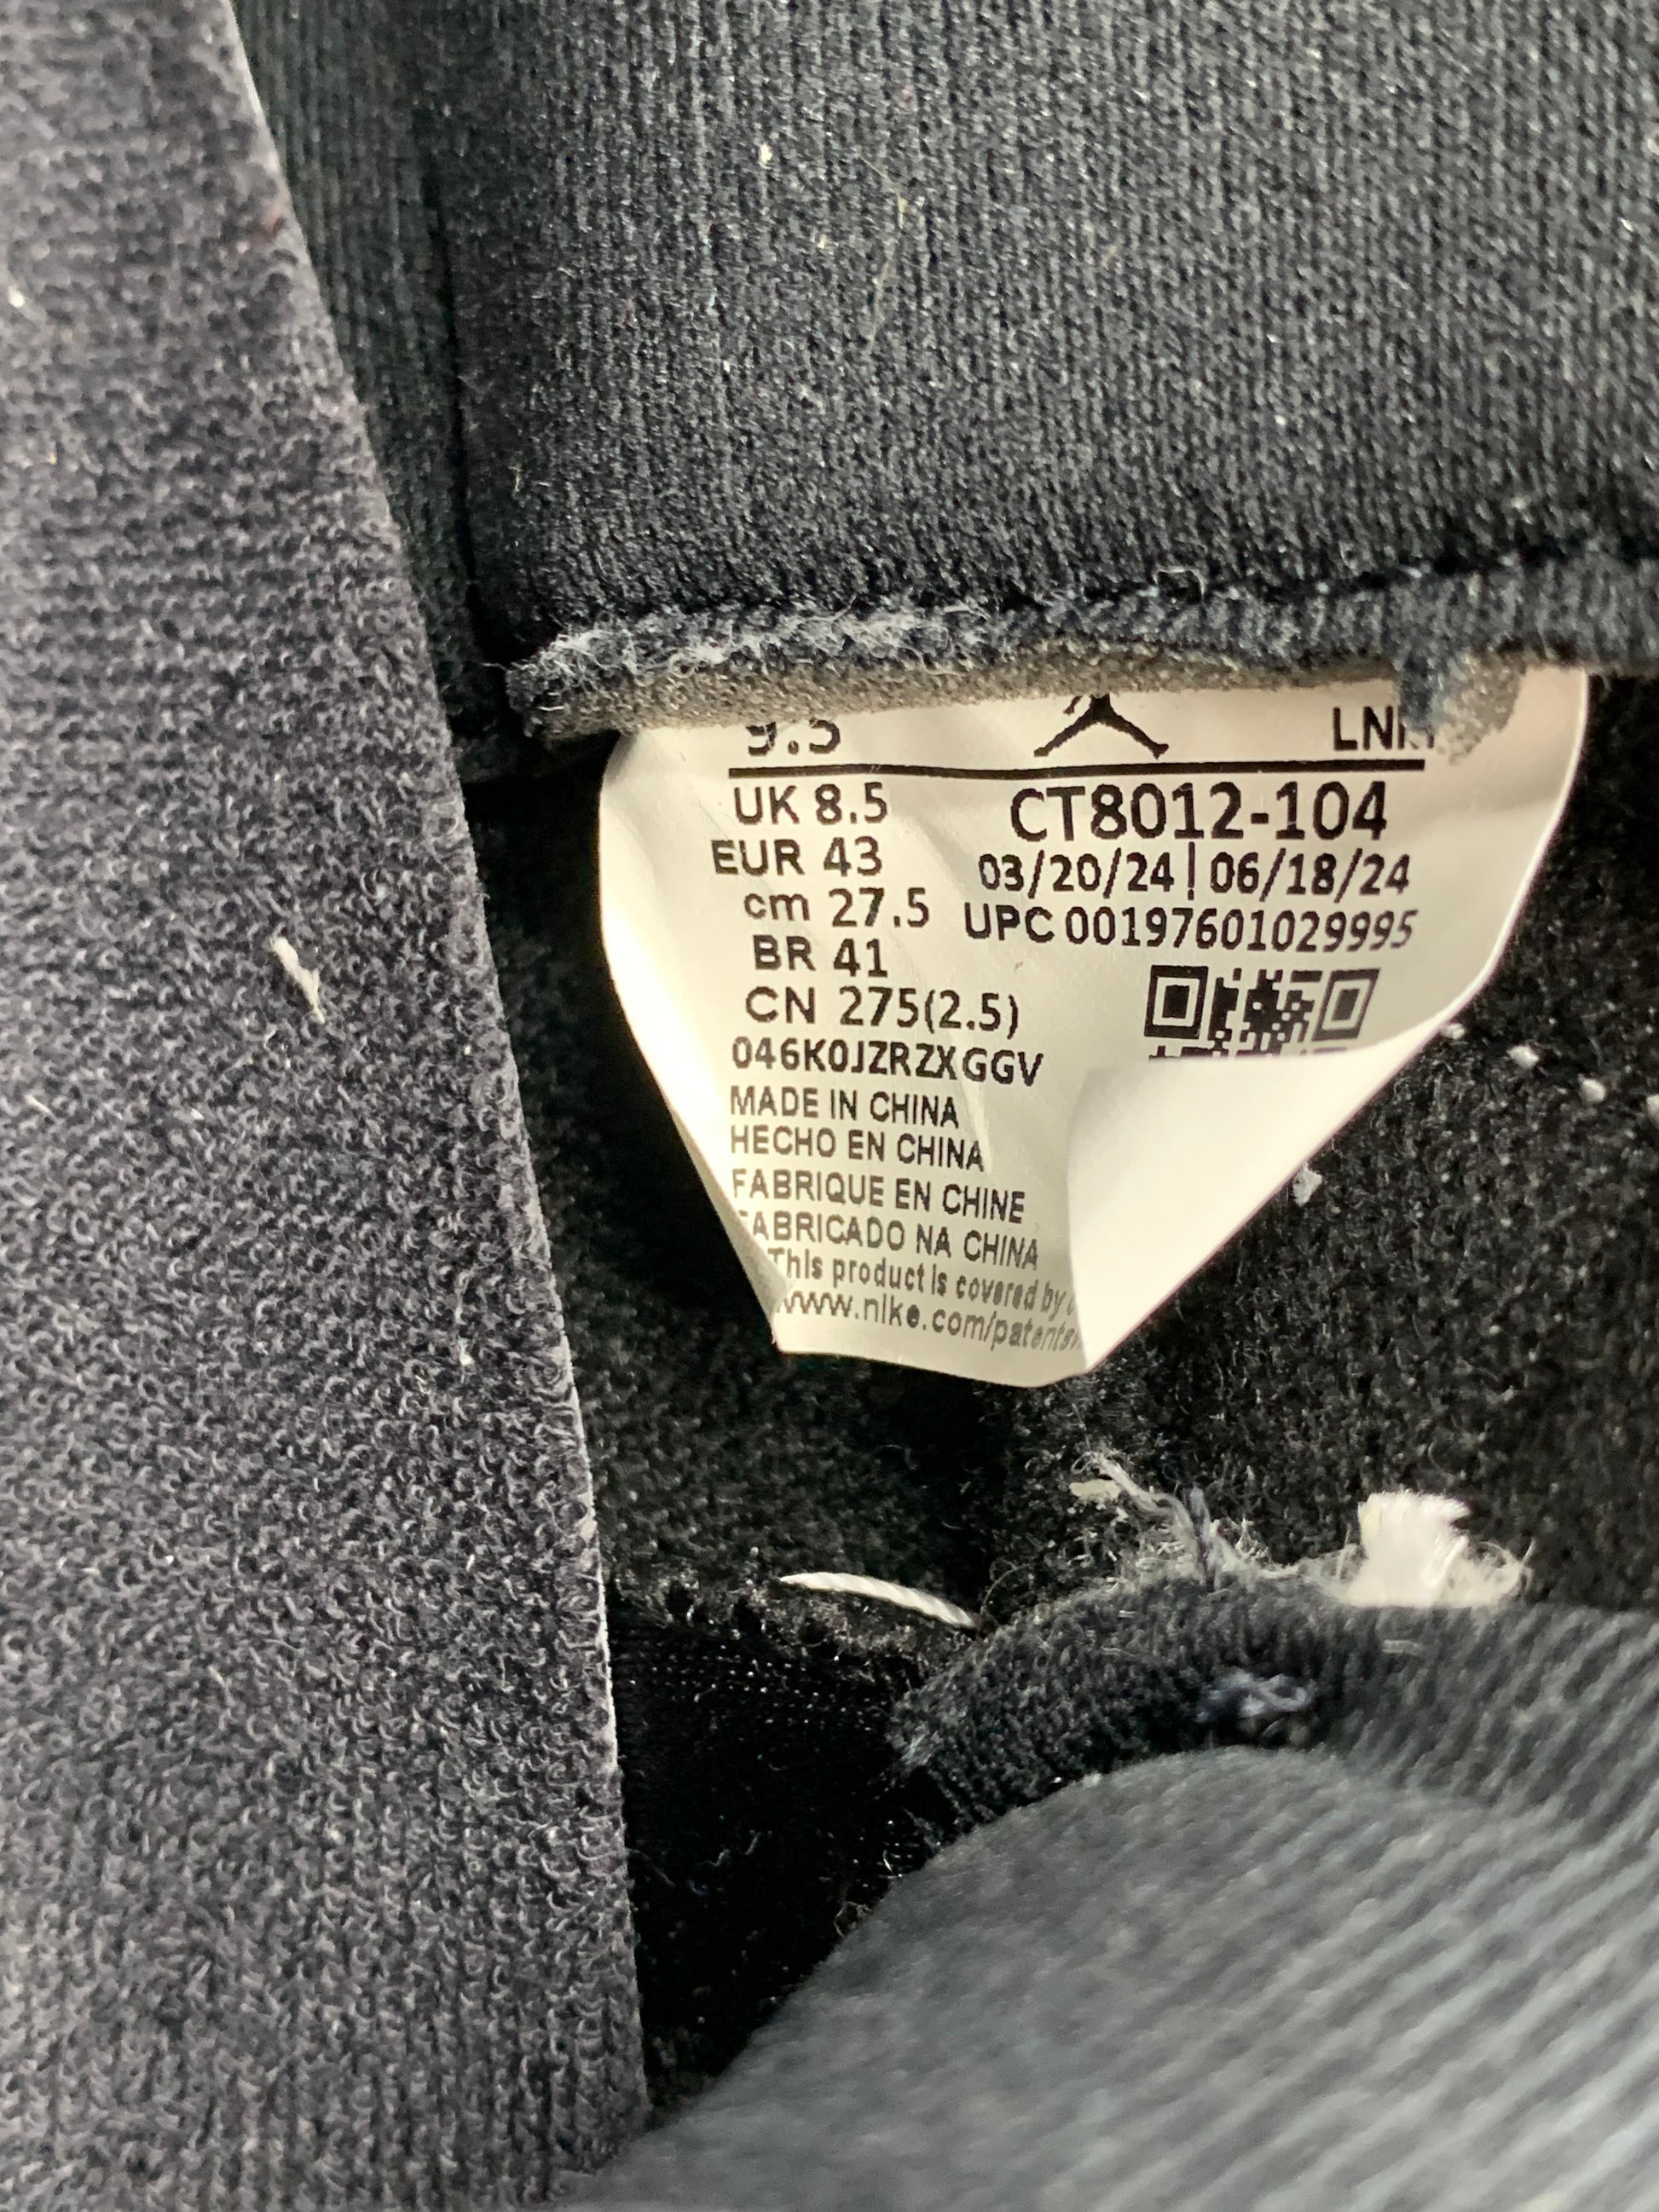 9.5
UK 8.5
CT8012-104
EUR 43
03/20/24 | 06/18/24
cm 27.5
UPC 00197601029995
BR 41
CN 275(2.5)
046K0JZRZXGGV
MADE IN CHINA
HECHO EN CHINA
FABRIQUE EN CHINE
FABRICADO NA CHINA
This product is covered by
www.nike.com/patents